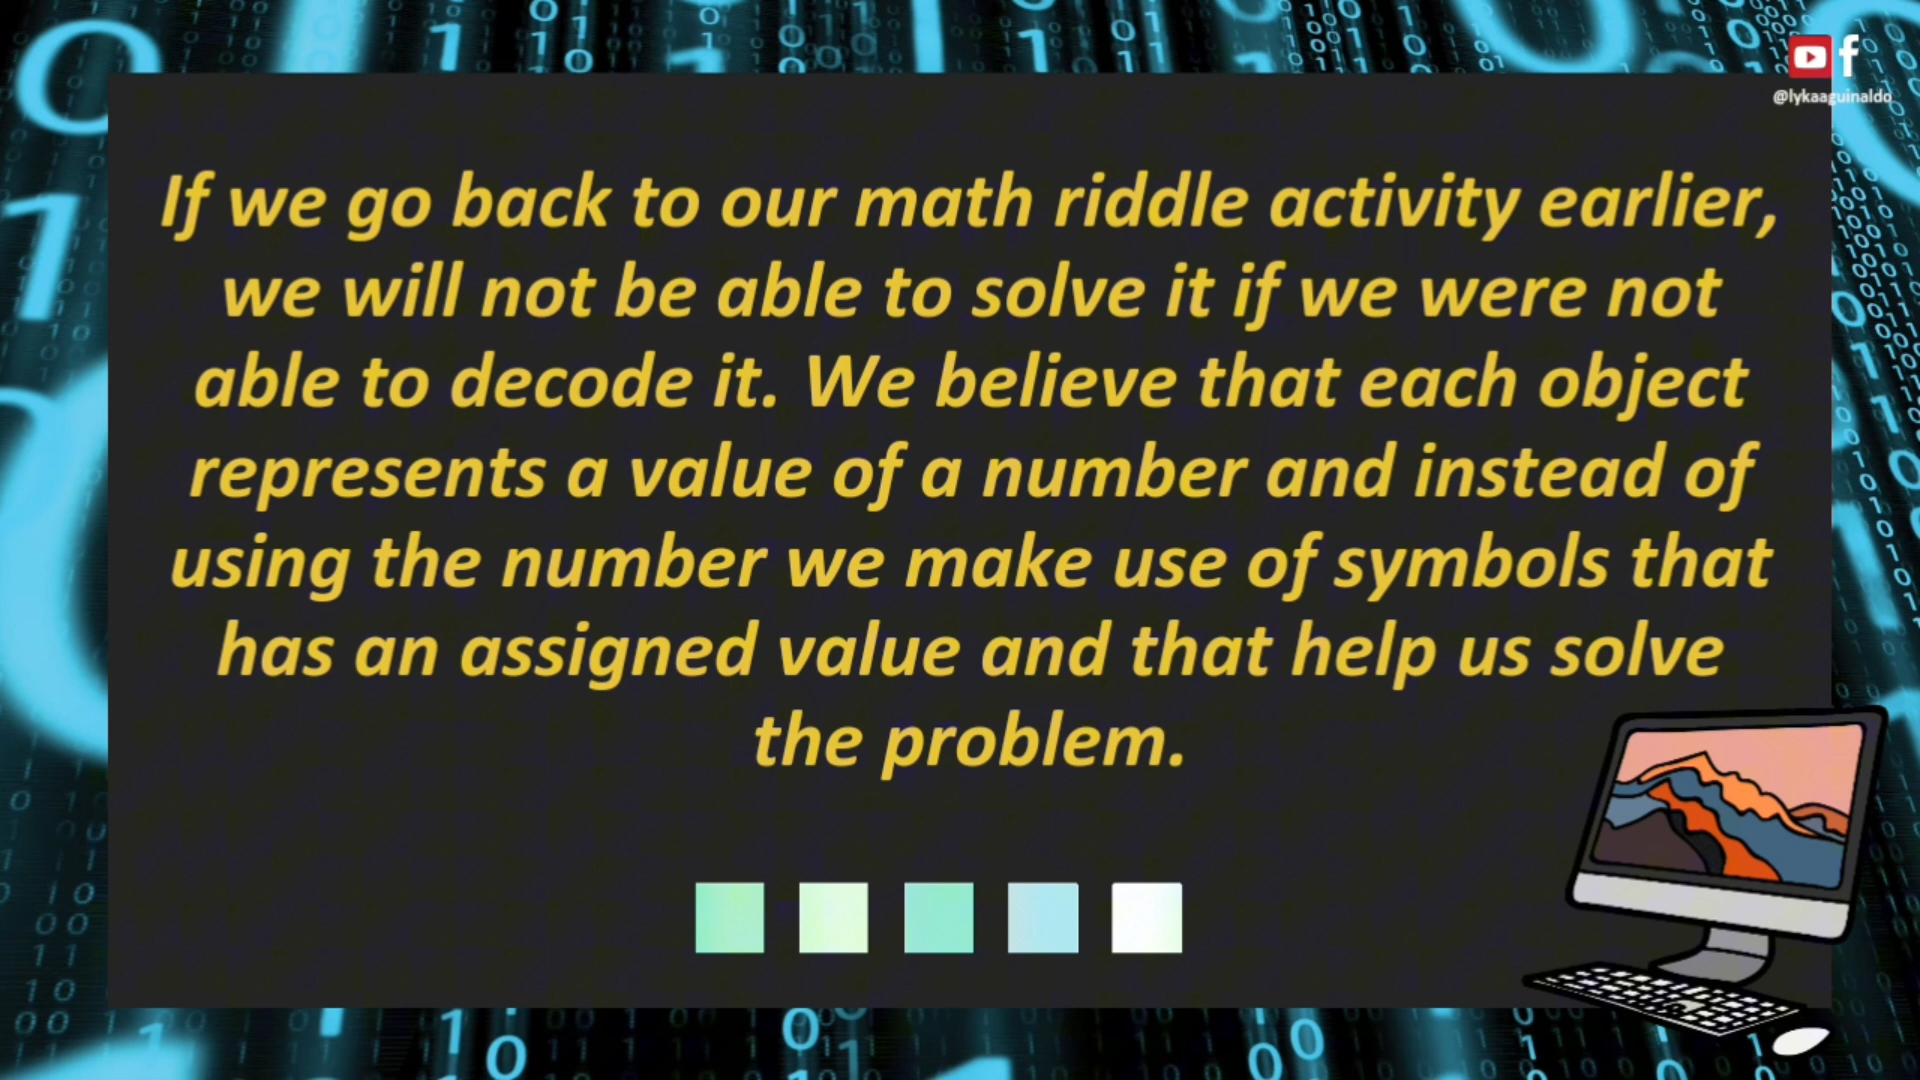 @lykaaguinaldo
If we go back to our math riddle activity earlier,
we will not be able to solve it if we were not
able to decode it. We believe that each object
represents a value of a number and instead of
using the number we make use of symbols that
has an assigned value and that help us solve
the problem.